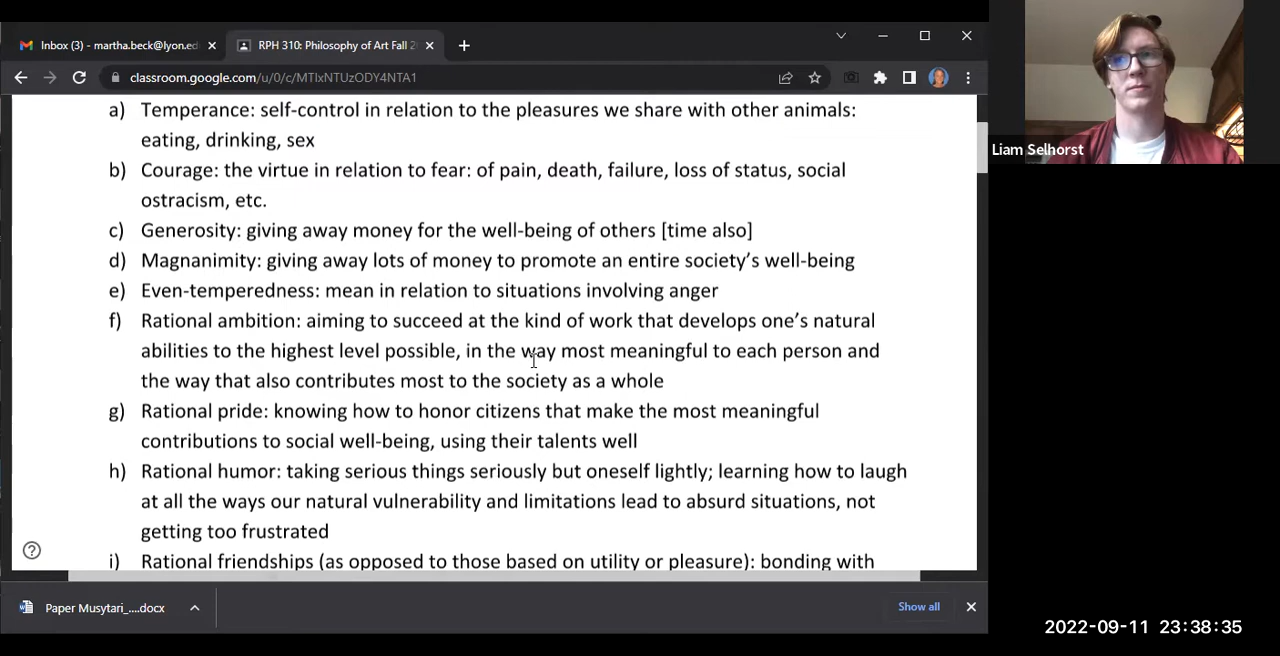 Inbox (3) - martha.beck@lyon.ed
RPH 310: Philosophy of Art Fall 2
classroom.google.com/u/0/c/MTIxNTUzODY4NTA1
a) Temperance: self-control in relation to the pleasures we share with other animals:
eating, drinking, sex
b) Courage: the virtue in relation to fear: of pain, death, failure, loss of status, social
ostracism, etc.
c) Generosity: giving away money for the well-being of others [time also]
d) Magnanimity: giving away lots of money to promote an entire society's well-being
e) Even-temperedness: mean in relation to situations involving anger
f) Rational ambition: aiming to succeed at the kind of work that develops one's natural
abilities to the highest level possible, in the way most meaningful to each person and
the way that also contributes most to the society as a whole
g) Rational pride: knowing how to honor citizens that make the most meaningful
contributions to social well-being, using their talents well
h) Rational humor: taking serious things seriously but oneself lightly; learning how to laugh
at all the ways our natural vulnerability and limitations lead to absurd situations, not
getting too frustrated
i) Rational friendships (as opposed to those based on utility or pleasure): bonding with
Paper Musytari_....docx
Show all
Liam Selhorst
2022-09-11 23:38:35